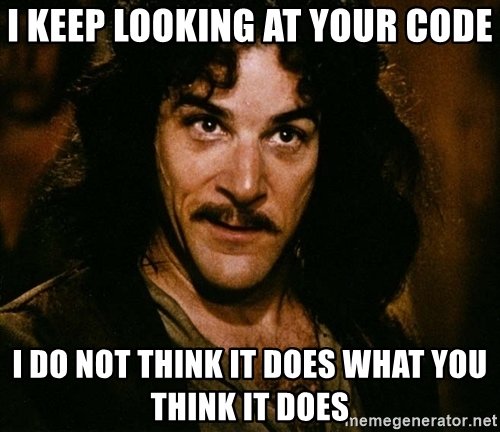 I KEEP LOOKING AT YOUR CODE
I DO NOT THINK IT DOES WHAT YOU
THINK IT DOES
memegenerator.net